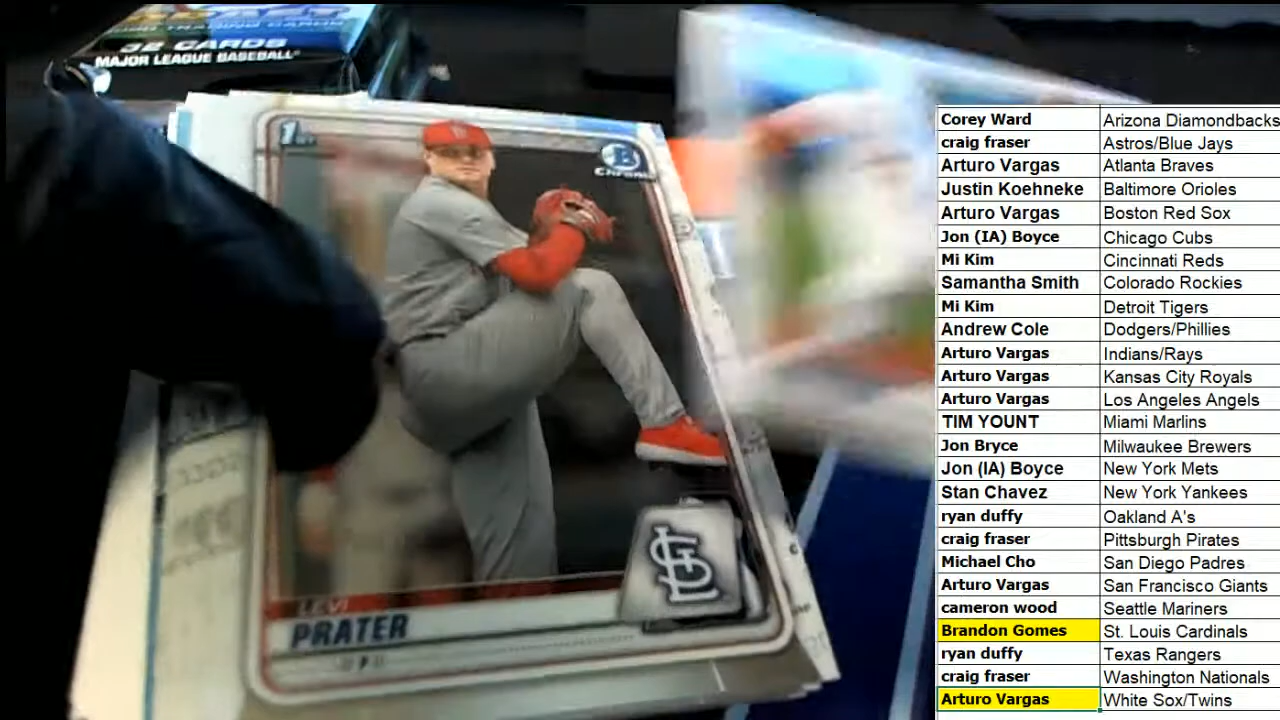 32 CARDS
MAJOR LEAGUE BASEBALL
1st
B
CHROME
STL
LEVI
PRATER
Corey Ward Arizona Diamondbacks
craig fraser Astros/Blue Jays
Arturo Vargas Atlanta Braves
Justin Koehneke Baltimore Orioles
Arturo Vargas Boston Red Sox
Jon (IA) Boyce Chicago Cubs
Mi Kim Cincinnati Reds
Samantha Smith Colorado Rockies
Mi Kim Detroit Tigers
Andrew Cole Dodgers/Phillies
Arturo Vargas Indians/Rays
Arturo Vargas Kansas City Royals
Arturo Vargas Los Angeles Angels
TIM YOUNT Miami Marlins
Jon Bryce Milwaukee Brewers
Jon (IA) Boyce New York Mets
Stan Chavez New York Yankees
ryan duffy Oakland A's
craig fraser Pittsburgh Pirates
Michael Cho San Diego Padres
Arturo Vargas San Francisco Giants
cameron wood Seattle Mariners
Brandon Gomes St. Louis Cardinals
ryan duffy Texas Rangers
craig fraser Washington Nationals
Arturo Vargas White Sox/Twins